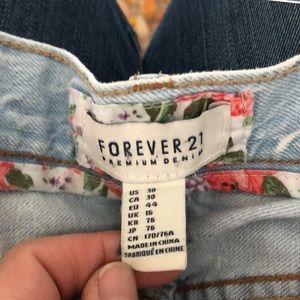 FOREVER 21
PREMIUM DENIM
US 30
CA 30
EU 44
UK 16
KR 76
JP 76
CN 170/76A
MADE IN CHINA
FABRIQUÉ EN CHINE